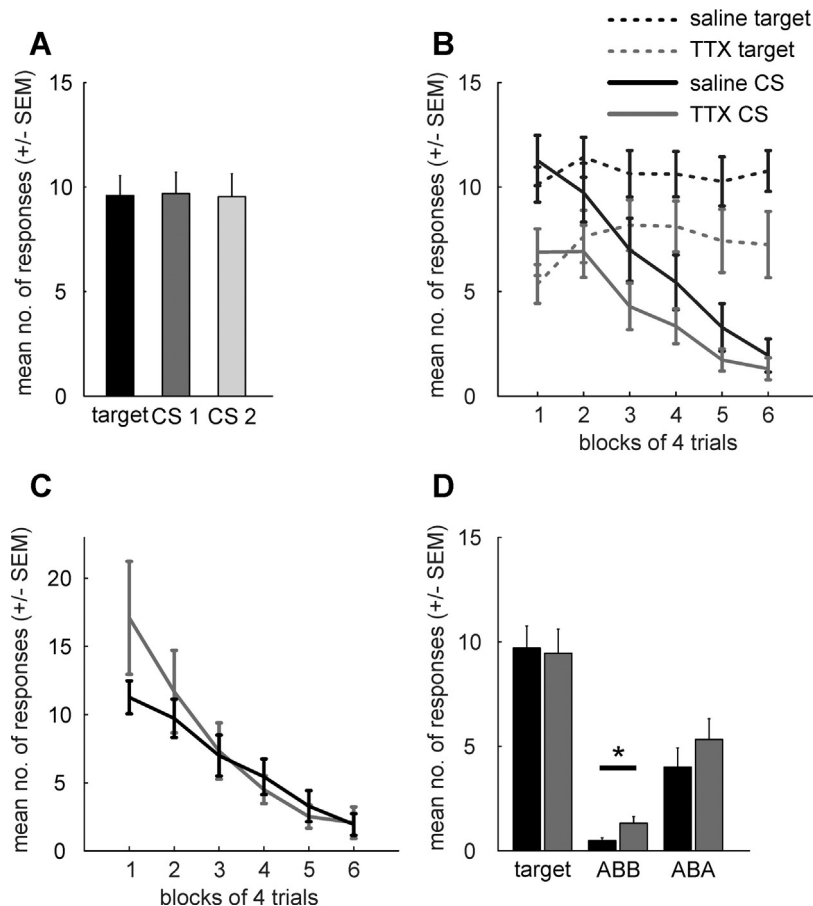 A
mean no. of responses (+/- SEM)
15
10
5
0
target CS 1 CS 2
B
saline target
TTX target
saline CS
TTX CS
mean no. of responses (+/- SEM)
15
10
5
0
1 2 3 4 5 6
blocks of 4 trials
C
mean no. of responses (+/- SEM)
20
15
10
5
0
1 2 3 4 5 6
blocks of 4 trials
D
mean no. of responses (+/- SEM)
15
10
5
0
*
target ABB ABA